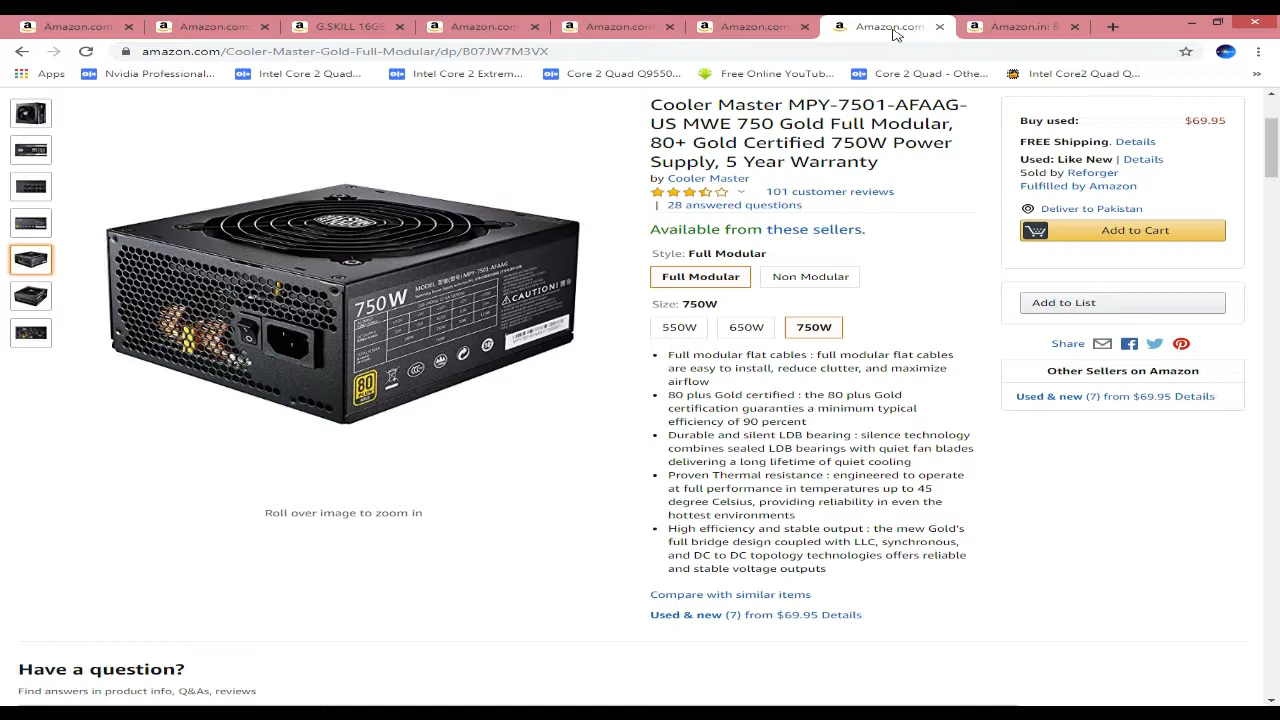 Amazon.com
Amazon.com
G.SKILL 16GB
Amazon.com
Amazon.com
Amazon.com
Amazon.com
Amazon.in: B
amazon.com/Cooler-Master-Gold-Full-Modular/dp/B07JW7M3VX
Apps
Nvidia Professional...
Intel Core 2 Quad...
Intel Core 2 Extrem...
Core 2 Quad Q9550...
Free Online YouTub...
Core 2 Quad - Othe...
Intel Core2 Quad Q...
Cooler Master MPY-7501-AFAAG-
US MWE 750 Gold Full Modular,
80+ Gold Certified 750W Power
Supply, 5 Year Warranty
by Cooler Master
101 customer reviews
| 28 answered questions
Available from these sellers.
Style: Full Modular
Full Modular
Non Modular
Size: 750W
550W
650W
750W
• Full modular flat cables : full modular flat cables
are easy to install, reduce clutter, and maximize
airflow
• 80 plus Gold certified : the 80 plus Gold
certification guaranties a minimum typical
efficiency of 90 percent
• Durable and silent LDB bearing : silence technology
combines sealed LDB bearings with quiet fan blades
delivering a long lifetime of quiet cooling
• Proven Thermal resistance : engineered to operate
at full performance in temperatures up to 45
degree Celsius, providing reliability in even the
hottest environments
• High efficiency and stable output : the mew Gold's
full bridge design coupled with LLC, synchronous,
and DC to DC topology technologies offers reliable
and stable voltage outputs
Compare with similar items
Used & new (7) from $69.95 Details
Buy used:
$69.95
FREE Shipping. Details
Used: Like New | Details
Sold by Reforger
Fulfilled by Amazon
Deliver to Pakistan
Add to Cart
Add to List
Share
Other Sellers on Amazon
Used & new (7) from $69.95 Details
750W
MODEL
MPY-7501-AFAAG
CAUTION!
80
PLUS
Roll over image to zoom in
Have a question?
Find answers in product info, Q&As, reviews